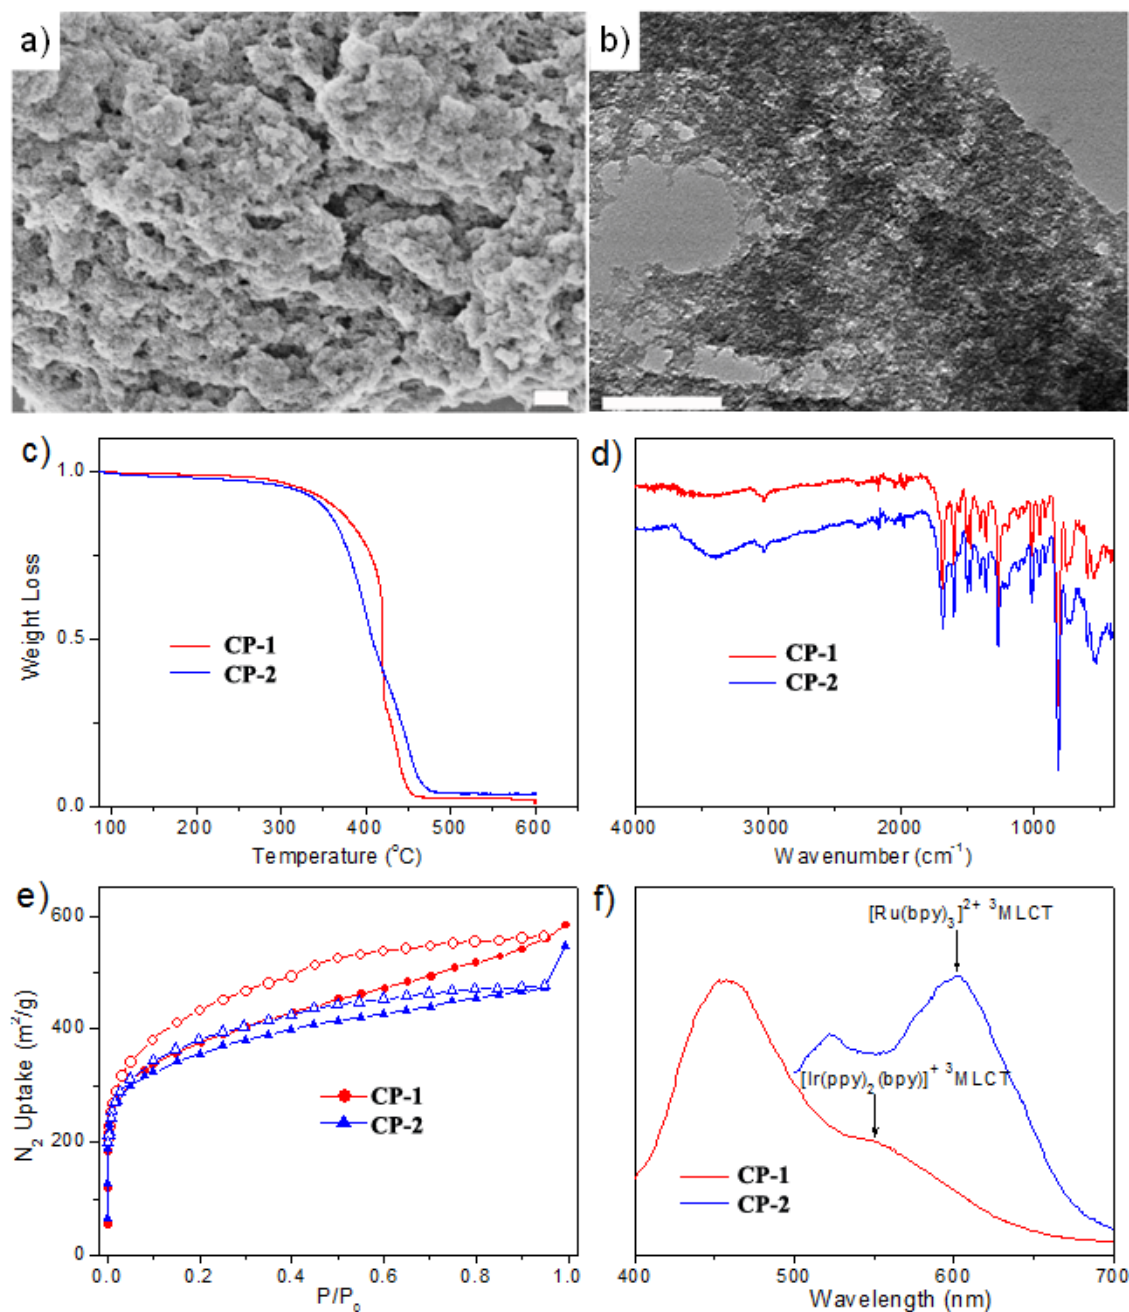 a)
b)
c)
1.0
0.5
0.0
Weight Loss
CP-1
CP-2
100
200
300
400
500
600
Temperature (°C)
d)
CP-1
CP-2
4000
3000
2000
1000
Wavenumber (cm⁻¹)
e)
600
400
200
0
N₂ Uptake (m²/g)
CP-1
CP-2
0.0
0.2
0.4
0.6
0.8
1.0
P/P₀
f)
[Ru(bpy)₃]²⁺ ³MLCT
[Ir(ppy)₂(bpy)]⁺ ³MLCT
CP-1
CP-2
400
500
600
700
Wavelength (nm)